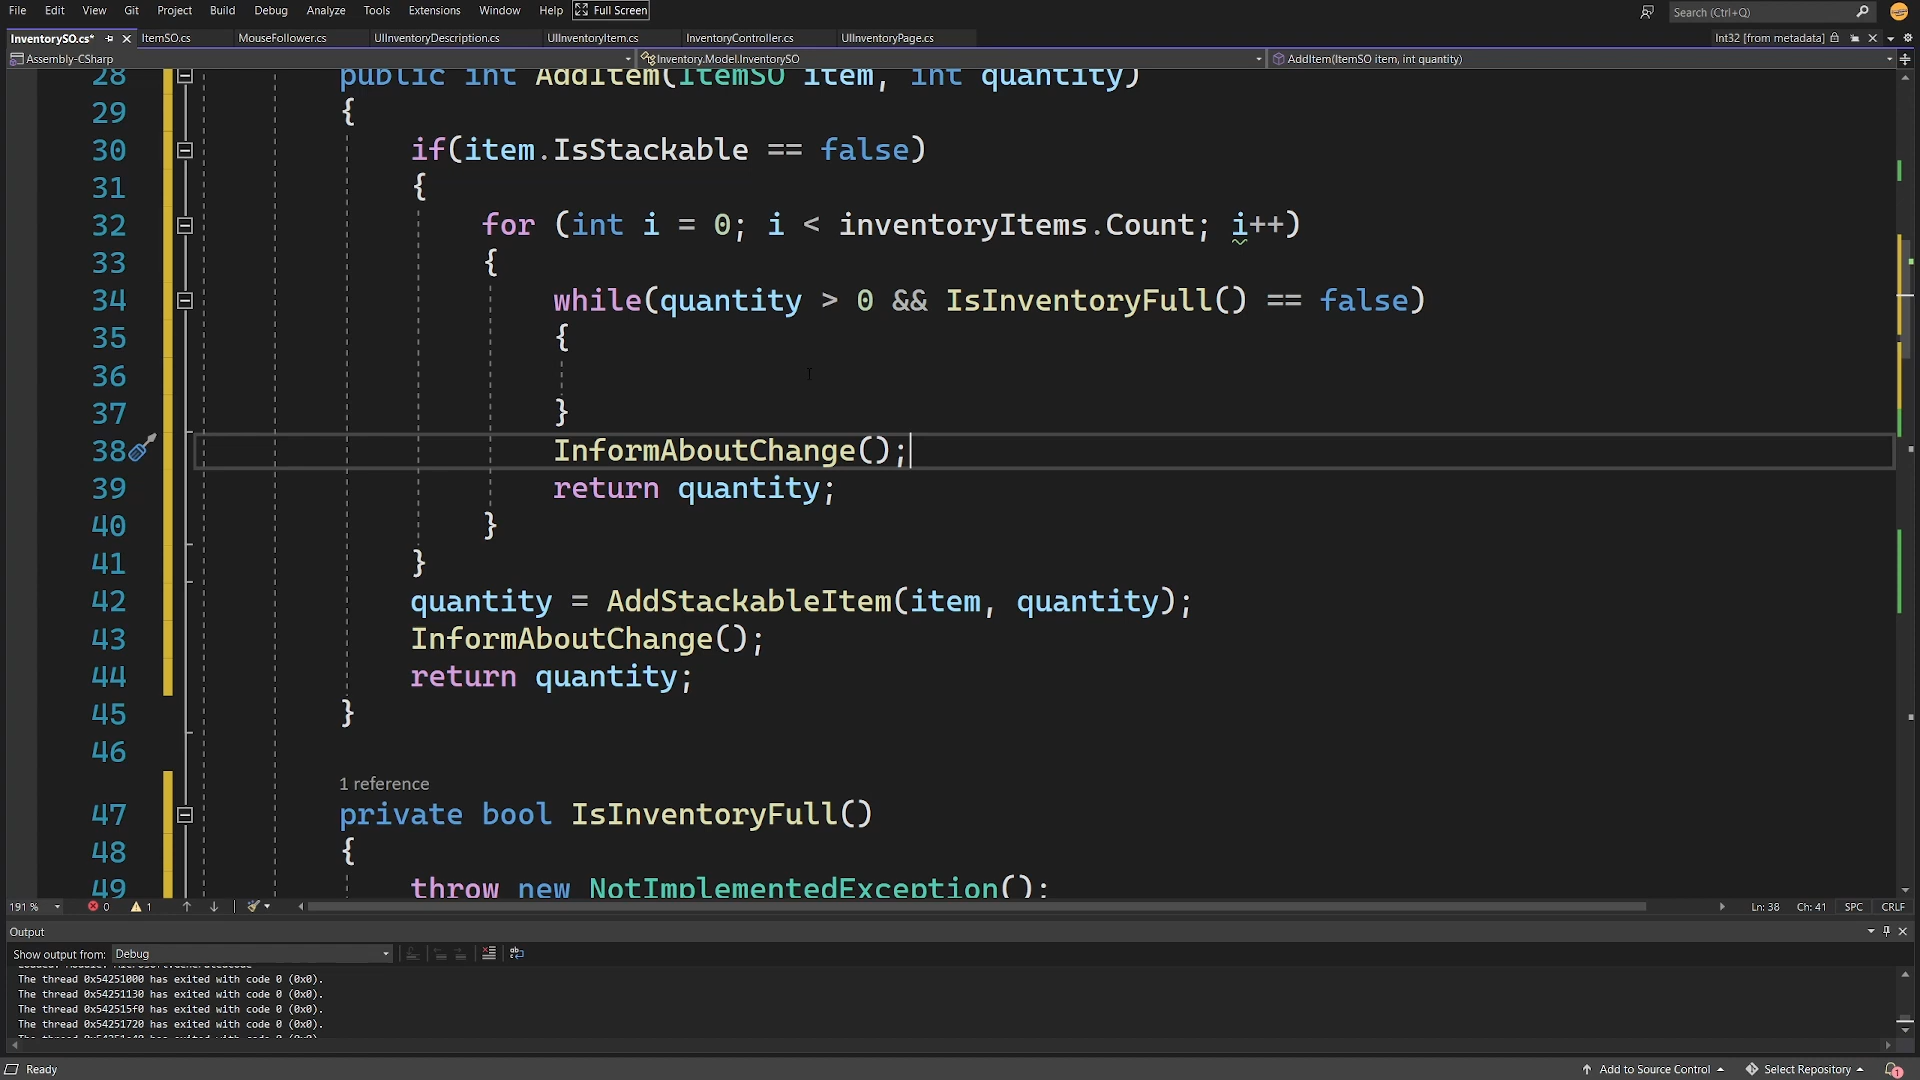 File Edit View Git Project Build Debug Analyze Tools Extensions Window Help Full Screen Search (Ctrl+Q)
InventorySO.cs* ItemSO.cs MouseFollower.cs UIInventoryDescription.cs UIInventoryItem.cs InventoryController.cs UIInventoryPage.cs Int32 [from metadata]
Assembly-CSharp Inventory.Model.InventorySO AddItem(ItemSO item, int quantity)
28 public int AddItem(ItemSO item, int quantity)
29 {
30 if(item.IsStackable == false)
31 {
32 for (int i = 0; i < inventoryItems.Count; i++)
33 {
34 while(quantity > 0 && IsInventoryFull() == false)
35 {
36
37 }
38 InformAboutChange();
39 return quantity;
40 }
41 }
42 quantity = AddStackableItem(item, quantity);
43 InformAboutChange();
44 return quantity;
45 }
46
1 reference
47 private bool IsInventoryFull()
48 {
49 throw new NotImplementedException();
191 % 0 1 Ln: 38 Ch: 41 SPC CRLF
Output
Show output from: Debug
The thread 0x54251000 has exited with code 0 (0x0).
The thread 0x54251130 has exited with code 0 (0x0).
The thread 0x542515f0 has exited with code 0 (0x0).
The thread 0x54251720 has exited with code 0 (0x0).
Ready Add to Source Control Select Repository 1